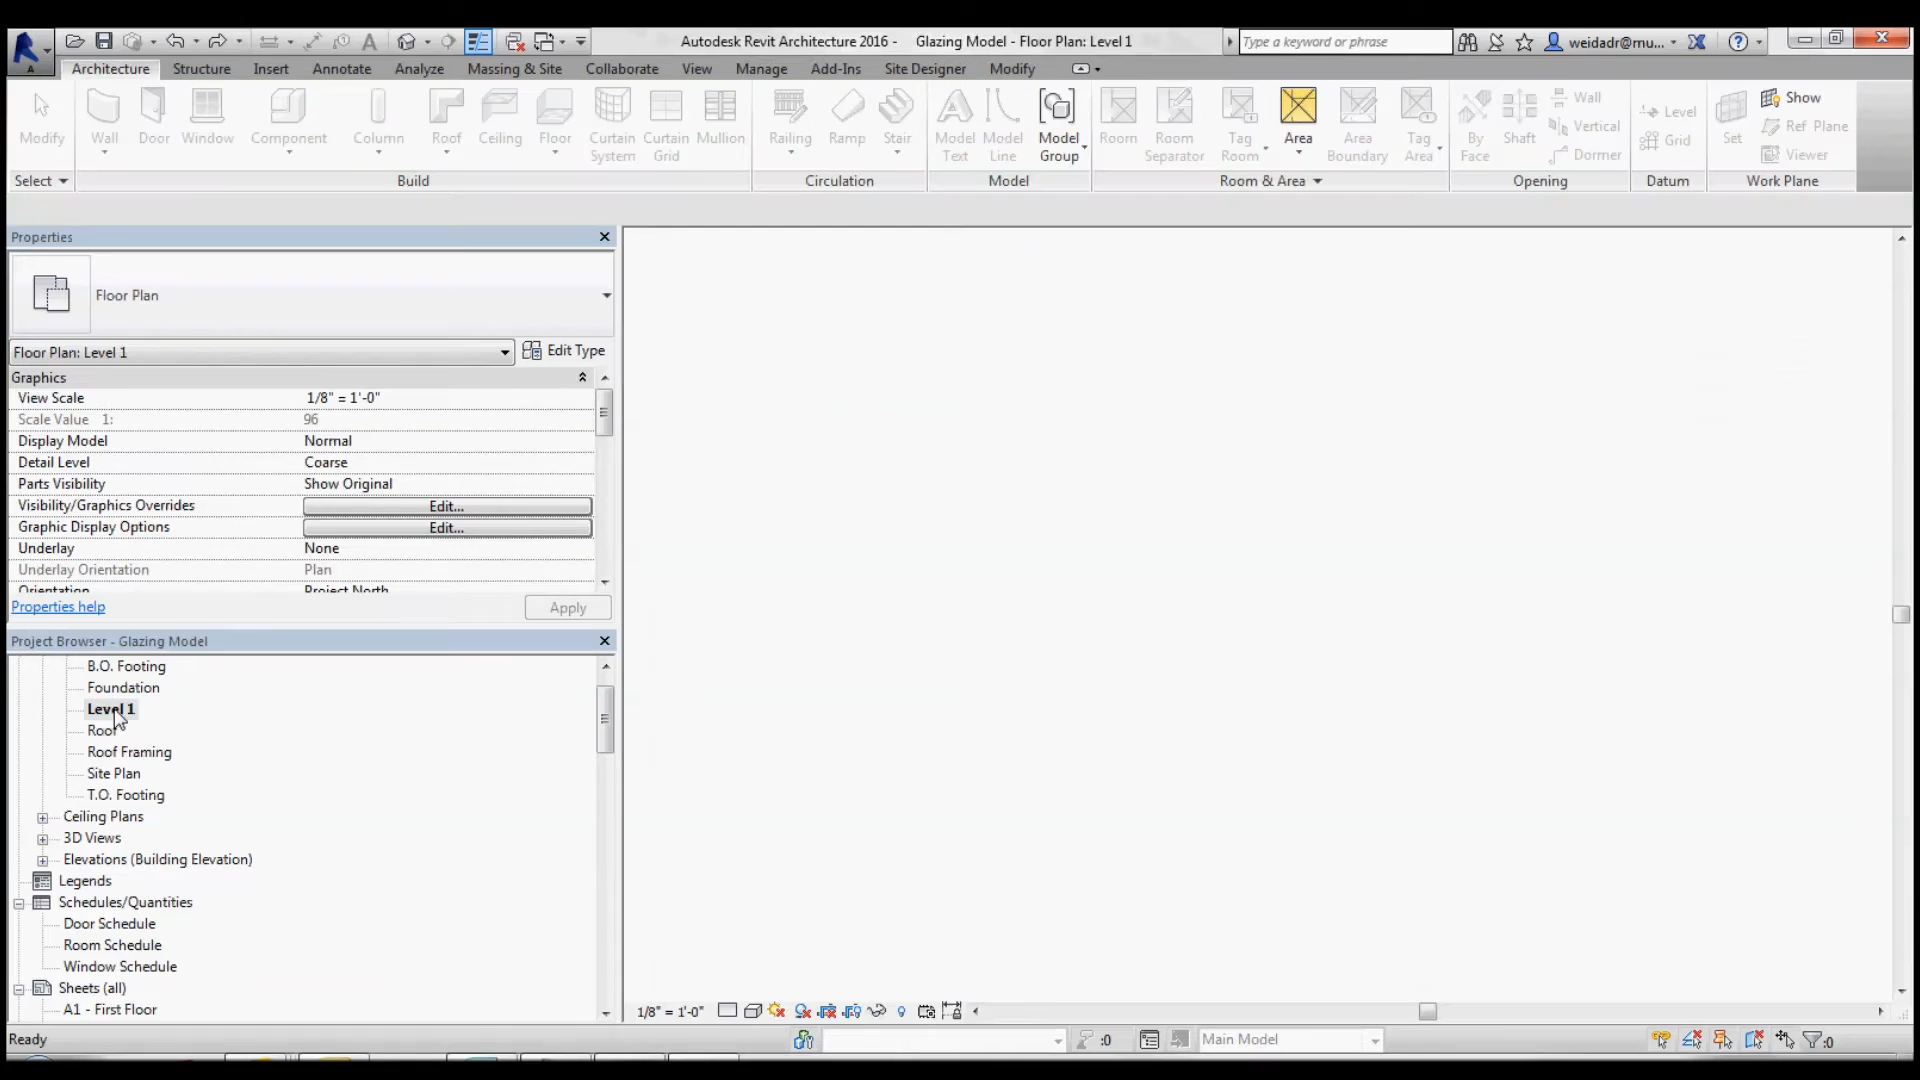 Autodesk Revit Architecture 2016 - Glazing Model - Floor Plan: Level 1
Type a keyword or phrase
weidadr@mu...
Architecture Structure Insert Annotate Analyze Massing & Site Collaborate View Manage Add-Ins Site Designer Modify
Modify
Wall
Door
Window
Component
Column
Roof
Ceiling
Floor
Curtain System
Curtain Grid
Mullion
Railing
Ramp
Stair
Model Text
Model Line
Model Group
Room
Room Separator
Tag Room
Area
Area Boundary
Tag Area
By Face
Shaft
Wall
Vertical
Dormer
Level
Grid
Set
Show
Ref Plane
Viewer
Select
Build
Circulation
Model
Room & Area
Opening
Datum
Work Plane
Properties
Floor Plan
Floor Plan: Level 1
Edit Type
Graphics
View Scale 1/8" = 1'-0"
Scale Value 1: 96
Display Model Normal
Detail Level Coarse
Parts Visibility Show Original
Visibility/Graphics Overrides Edit...
Graphic Display Options Edit...
Underlay None
Underlay Orientation Plan
Orientation Project North
Properties help
Apply
Project Browser - Glazing Model
B.O. Footing
Foundation
Level 1
Roof
Roof Framing
Site Plan
T.O. Footing
Ceiling Plans
3D Views
Elevations (Building Elevation)
Legends
Schedules/Quantities
Door Schedule
Room Schedule
Window Schedule
Sheets (all)
A1 - First Floor
1/8" = 1'-0"
Ready
:0
Main Model
:0